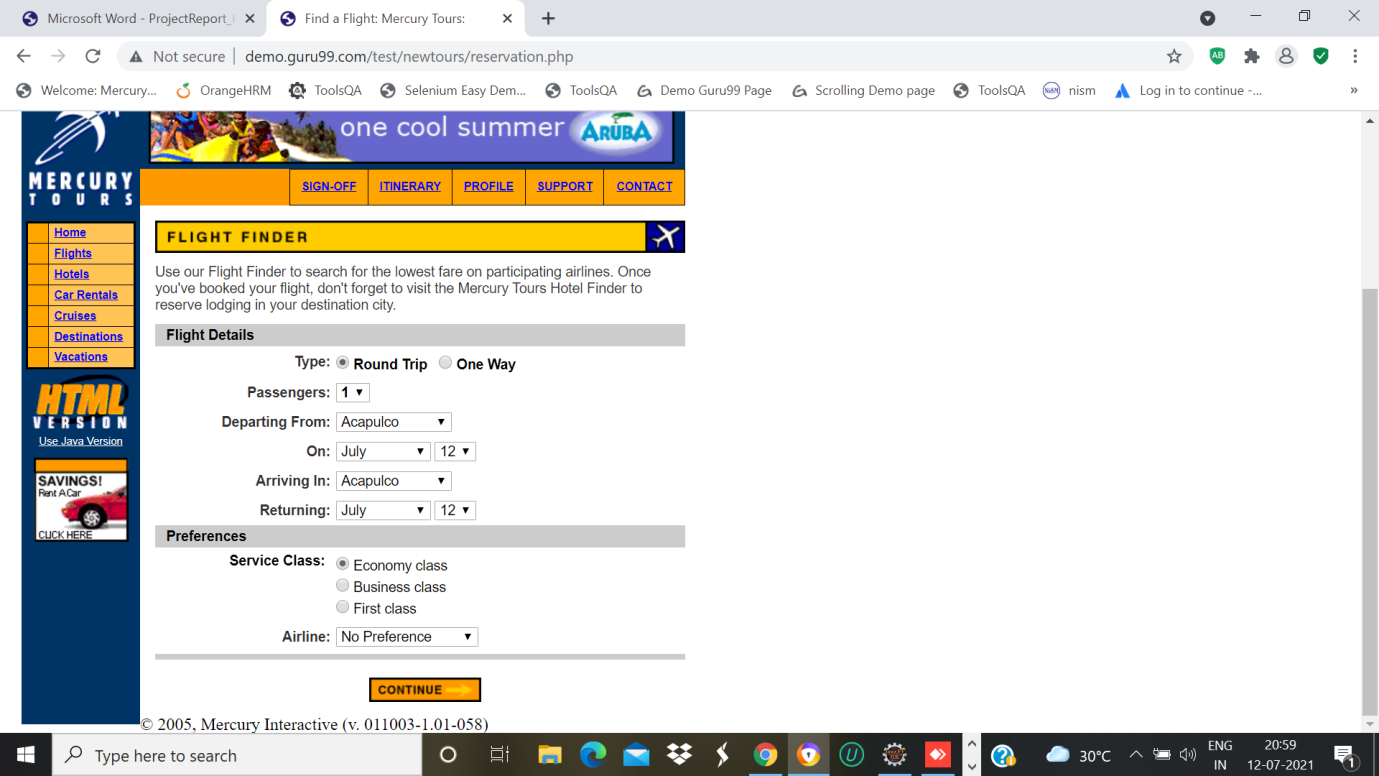 Microsoft Word - ProjectReport_
Find a Flight: Mercury Tours:
Not secure
demo.guru99.com/test/newtours/reservation.php
AB
Welcome: Mercury...
OrangeHRM
ToolsQA
Selenium Easy Dem...
ToolsQA
Demo Guru99 Page
Scrolling Demo page
ToolsQA
nism
Log in to continue -...
»
one cool summer
ARUBA
MERCURY
TOURS
SIGN-OFF
ITINERARY
PROFILE
SUPPORT
CONTACT
Home
Flights
Hotels
Car Rentals
Cruises
Destinations
Vacations
HTML
VERSION
Use Java Version
SAVINGS!
Rent A Car
CLICK HERE
FLIGHT FINDER
Use our Flight Finder to search for the lowest fare on participating airlines. Once
you've booked your flight, don't forget to visit the Mercury Tours Hotel Finder to
reserve lodging in your destination city.
Flight Details
Type: Round Trip One Way
Passengers: 1
Departing From: Acapulco
On: July 12
Arriving In: Acapulco
Returning: July 12
Preferences
Service Class: Economy class
Business class
First class
Airline: No Preference
CONTINUE
© 2005, Mercury Interactive (v. 011003-1.01-058)
Type here to search
30°C
ENG
IN
20:59
12-07-2021
1